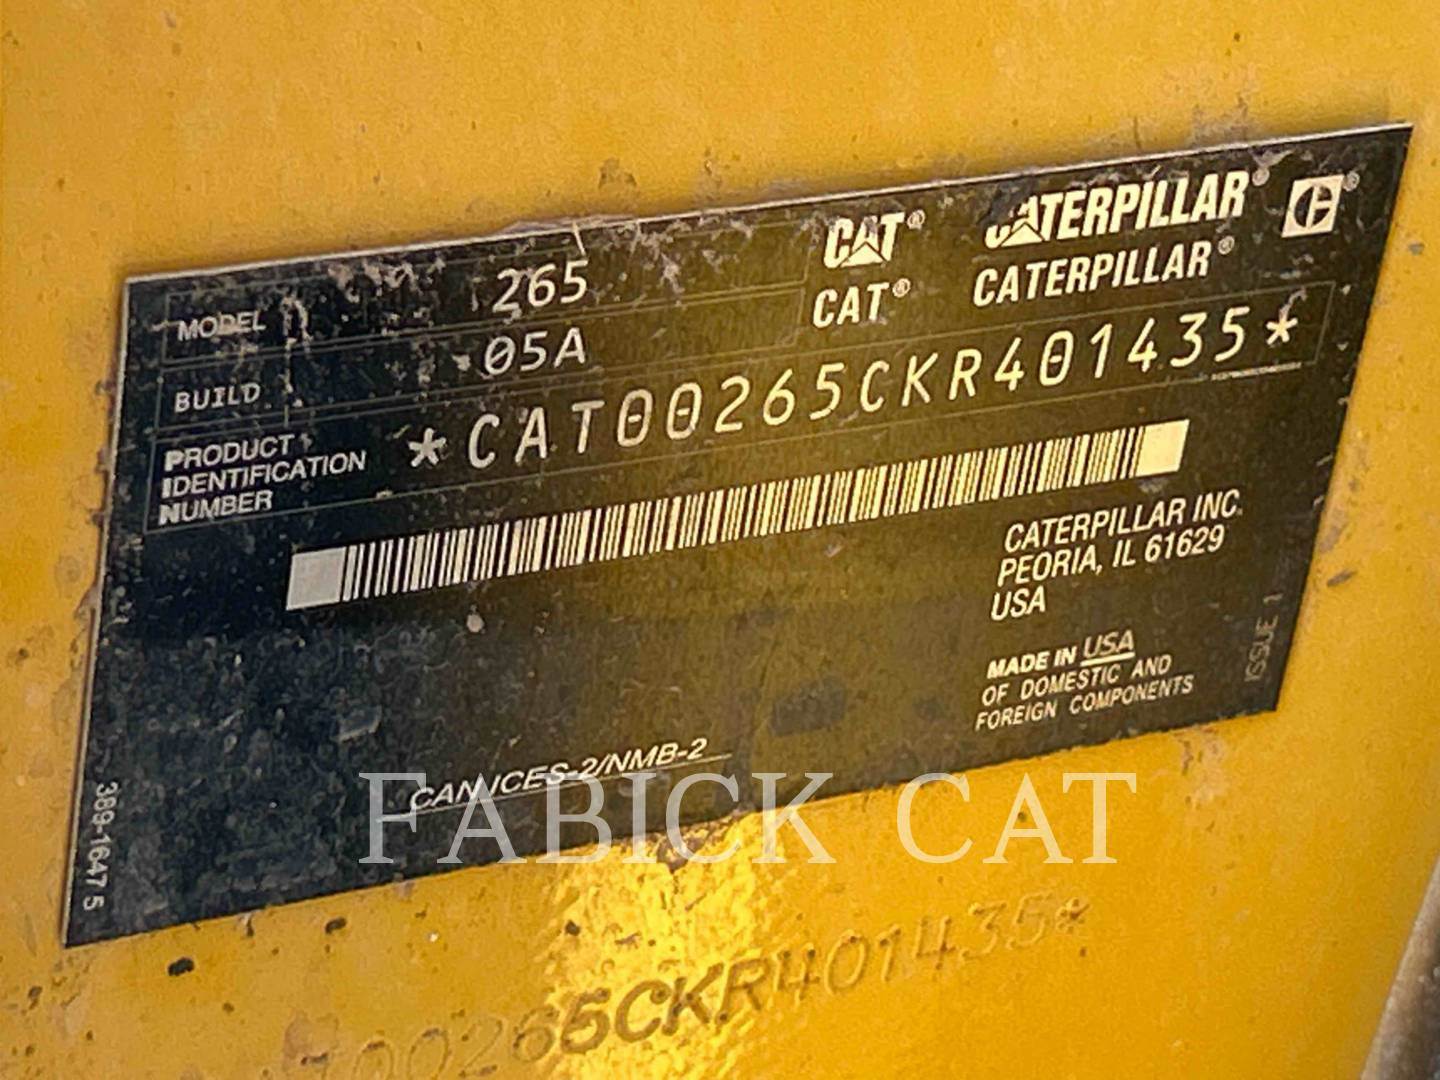 MODEL 265
CAT® CATERPILLAR®
BUILD 05A
CAT® CATERPILLAR®
PRODUCT
IDENTIFICATION
NUMBER
*CAT00265CKR401435*
CATERPILLAR INC.
PEORIA, IL 61629
USA
MADE IN USA
OF DOMESTIC AND
FOREIGN COMPONENTS
ISSUE 1
CAN ICES-2/NMB-2
389-1647 5
FABICK CAT
00265CKR401435*